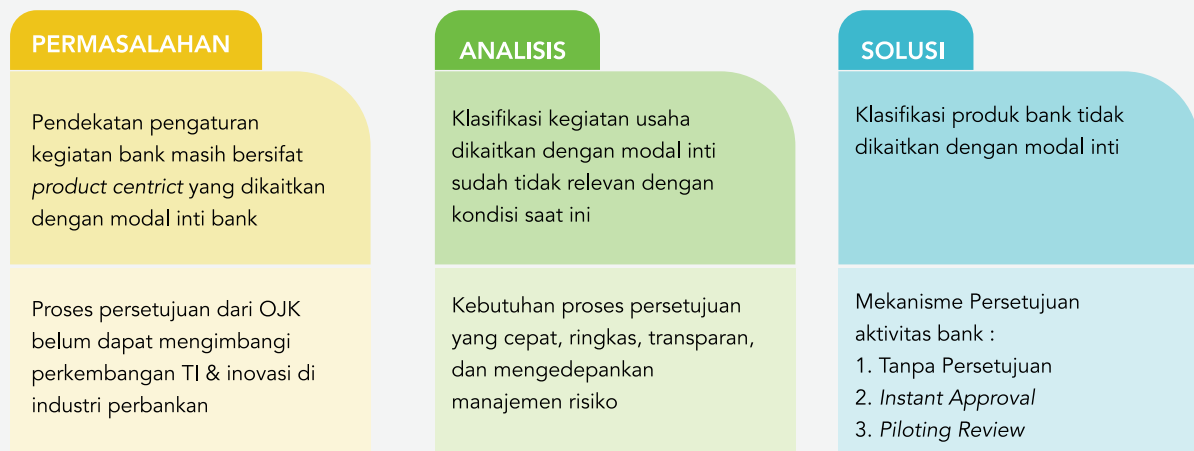 PERMASALAHAN
Pendekatan pengaturan
kegiatan bank masih bersifat
product centrict yang dikaitkan
dengan modal inti bank
Proses persetujuan dari OJK
belum dapat mengimbangi
perkembangan TI & inovasi di
industri perbankan
ANALISIS
Klasifikasi kegiatan usaha
dikaitkan dengan modal inti
sudah tidak relevan dengan
kondisi saat ini
Kebutuhan proses persetujuan
yang cepat, ringkas, transparan,
dan mengedepankan
manajemen risiko
SOLUSI
Klasifikasi produk bank tidak
dikaitkan dengan modal inti
Mekanisme Persetujuan
aktivitas bank :
1. Tanpa Persetujuan
2. Instant Approval
3. Piloting Review